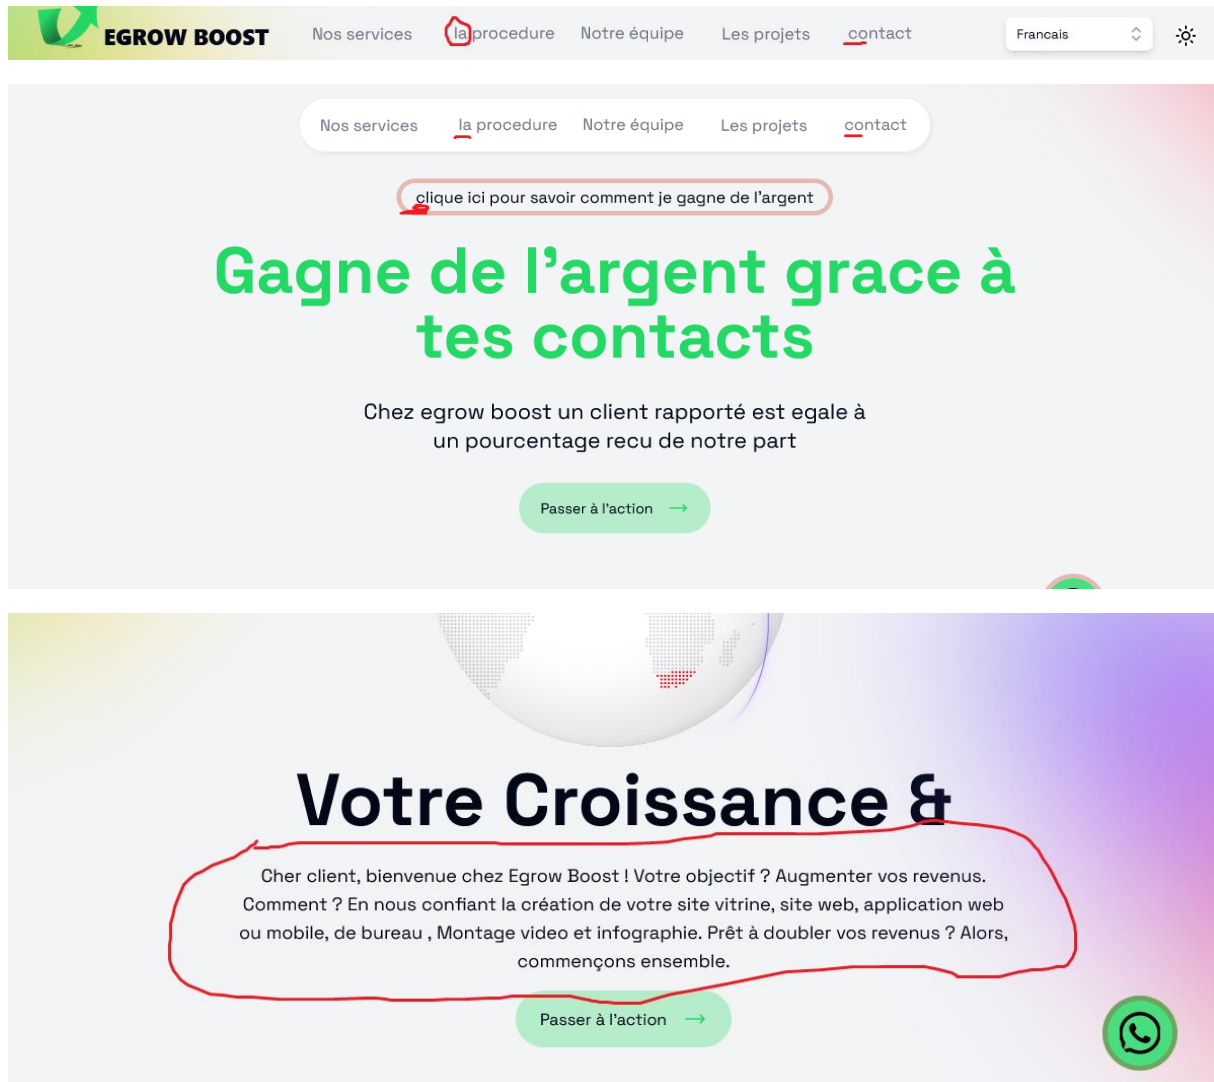 EGROW BOOST Nos services la procedure Notre équipe Les projets contact Francais
Nos services la procedure Notre équipe Les projets contact
clique ici pour savoir comment je gagne de l'argent
Gagne de l'argent grace à
tes contacts
Chez egrow boost un client rapporté est egale à
un pourcentage recu de notre part
Passer à l'action
Votre Croissance &
Cher client, bienvenue chez Egrow Boost ! Votre objectif ? Augmenter vos revenus.
Comment ? En nous confiant la création de votre site vitrine, site web, application web
ou mobile, de bureau , Montage video et infographie. Prêt à doubler vos revenus ? Alors,
commençons ensemble.
Passer à l'action